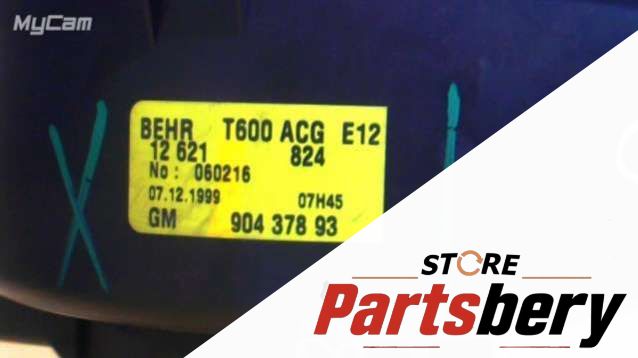 MyCam
BEHR T600 ACG E12
12 621 824
No: 060216
07.12.1999 07H45
GM 904 378 93
STORE
Partsbery